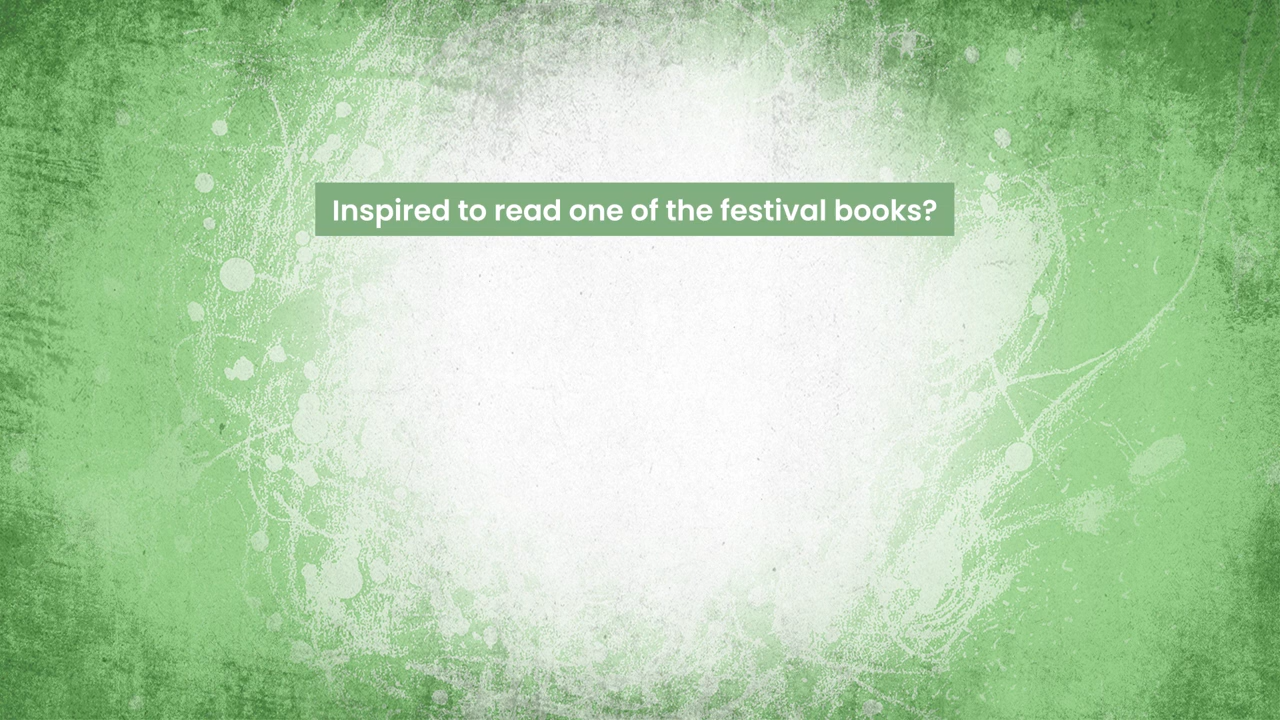 Inspired to read one of the festival books?